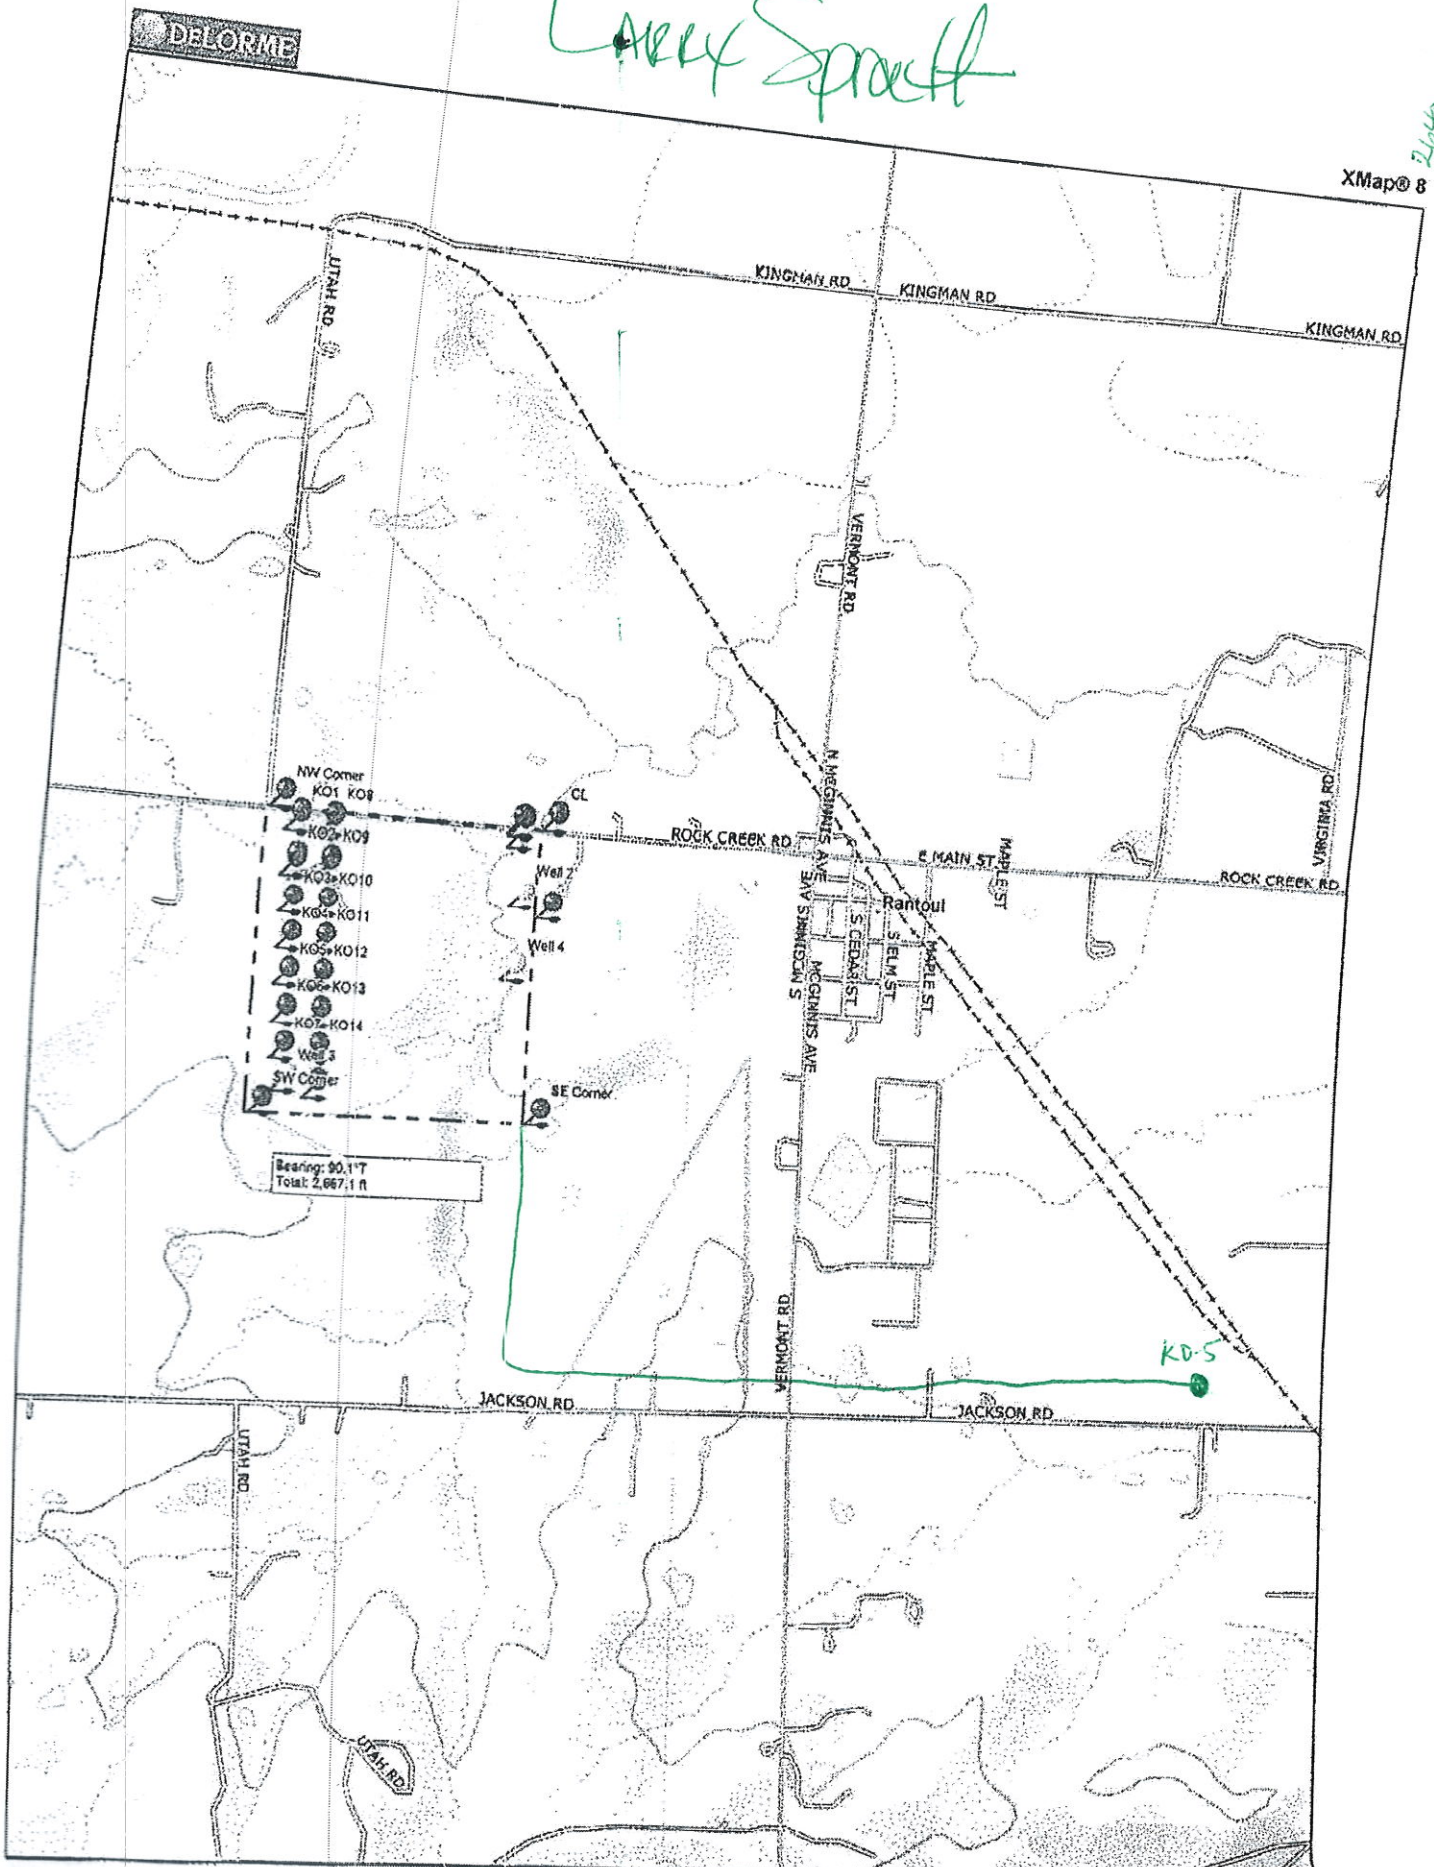 LARRY Spratt
DELORME
XMap® 8
UTAH RD
KINGMAN RD
KINGMAN RD
KINGMAN RD
VERMONT RD
N MCGINNIS AVE
VIRGINIA RD
NW Corner
KO1 KO8
CL
KO2 KO9
ROCK CREEK RD
E MAIN ST
MAPLE ST
ROCK CREEK RD
KO3 KO10
Well 2
Rantoul
KO4 KO11
KO5 KO12
Well 4
S MCGINNIS AVE
MCGINNIS AVE
S CEDAR ST
S ELM ST
MAPLE ST
KO6 KO13
KO7 KO14
Well 3
SW Corner
SE Corner
Bearing: 90.1°T
Total: 2,667.1 ft
VERMONT RD
KO-5
JACKSON RD
JACKSON RD
UTAH RD
UTAH RD